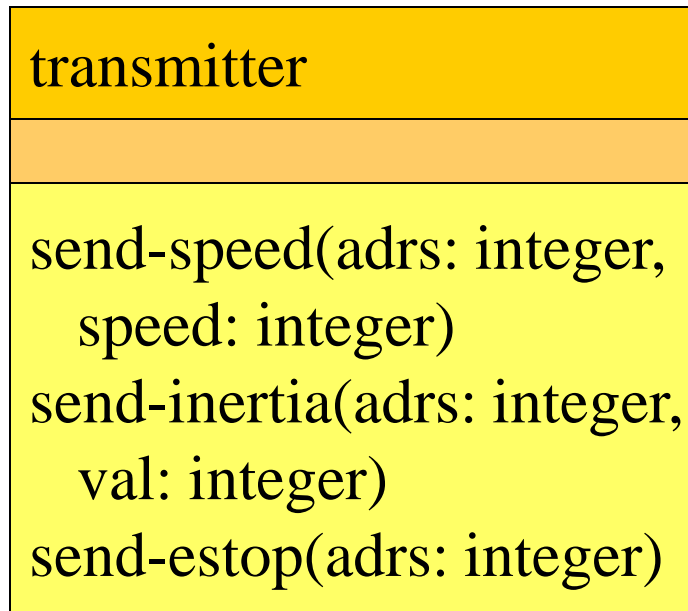 transmitter
send-speed(adrs: integer,
speed: integer)
send-inertia(adrs: integer,
val: integer)
send-estop(adrs: integer)